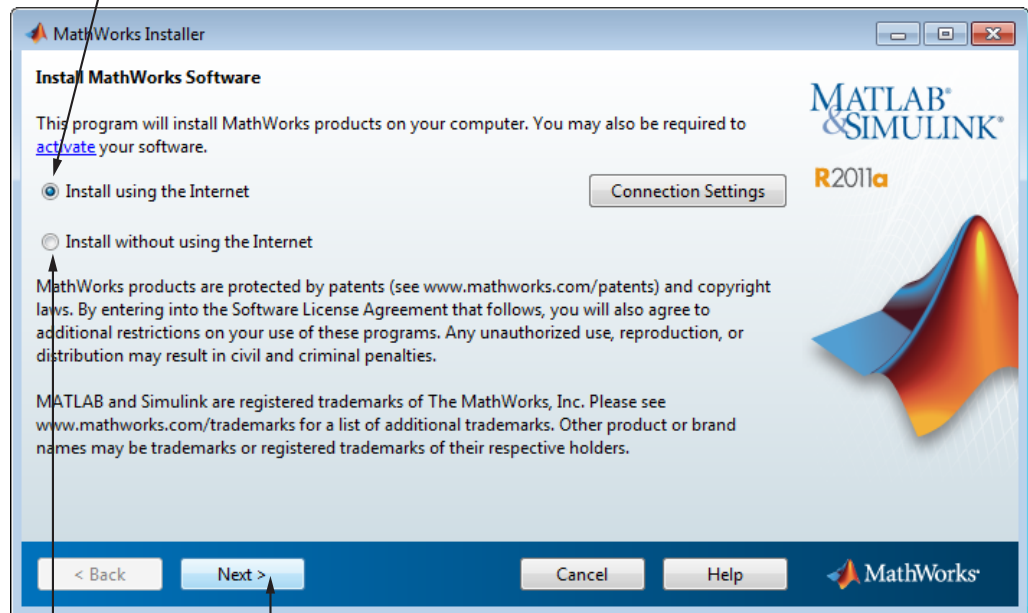 MathWorks Installer
Install MathWorks Software
This program will install MathWorks products on your computer. You may also be required to
activate your software.
Install using the Internet
Connection Settings
Install without using the Internet
MathWorks products are protected by patents (see www.mathworks.com/patents) and copyright
laws. By entering into the Software License Agreement that follows, you will also agree to
additional restrictions on your use of these programs. Any unauthorized use, reproduction, or
distribution may result in civil and criminal penalties.
MATLAB and Simulink are registered trademarks of The MathWorks, Inc. Please see
www.mathworks.com/trademarks for a list of additional trademarks. Other product or brand
names may be trademarks or registered trademarks of their respective holders.
MATLAB®
&SIMULINK®
R2011a
< Back
Next >
Cancel
Help
MathWorks®